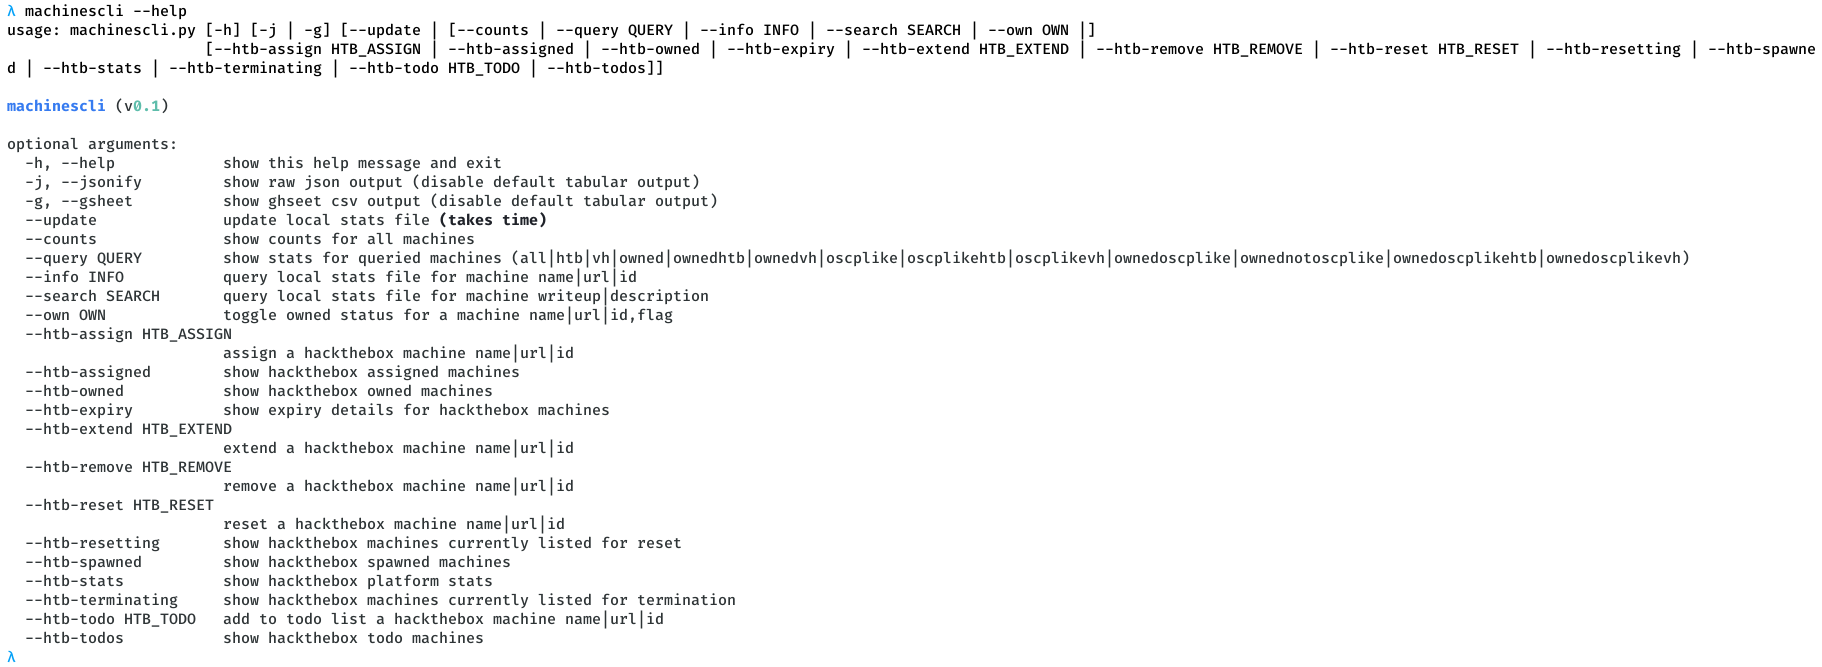 λ machinescli --help
usage: machinescli.py [-h] [-j | -g] [--update | [--counts | --query QUERY | --info INFO | --search SEARCH | --own OWN |]
                      [--htb-assign HTB_ASSIGN | --htb-assigned | --htb-owned | --htb-expiry | --htb-extend HTB_EXTEND | --htb-remove HTB_REMOVE | --htb-reset HTB_RESET | --htb-resetting | --htb-spawne
d | --htb-stats | --htb-terminating | --htb-todo HTB_TODO | --htb-todos]]

machinescli (v0.1)

optional arguments:
  -h, --help            show this help message and exit
  -j, --jsonify         show raw json output (disable default tabular output)
  -g, --gsheet          show ghseet csv output (disable default tabular output)
  --update              update local stats file (takes time)
  --counts              show counts for all machines
  --query QUERY         show stats for queried machines (all|htb|vh|owned|ownedhtb|ownedvh|oscplike|oscplikehtb|oscplikevh|ownedoscplike|ownednotoscplike|ownedoscplikehtb|ownedoscplikevh)
  --info INFO           query local stats file for machine name|url|id
  --search SEARCH       query local stats file for machine writeup|description
  --own OWN             toggle owned status for a machine name|url|id,flag
  --htb-assign HTB_ASSIGN
                        assign a hackthebox machine name|url|id
  --htb-assigned        show hackthebox assigned machines
  --htb-owned           show hackthebox owned machines
  --htb-expiry          show expiry details for hackthebox machines
  --htb-extend HTB_EXTEND
                        extend a hackthebox machine name|url|id
  --htb-remove HTB_REMOVE
                        remove a hackthebox machine name|url|id
  --htb-reset HTB_RESET
                        reset a hackthebox machine name|url|id
  --htb-resetting       show hackthebox machines currently listed for reset
  --htb-spawned         show hackthebox spawned machines
  --htb-stats           show hackthebox platform stats
  --htb-terminating     show hackthebox machines currently listed for termination
  --htb-todo HTB_TODO   add to todo list a hackthebox machine name|url|id
  --htb-todos           show hackthebox todo machines
λ